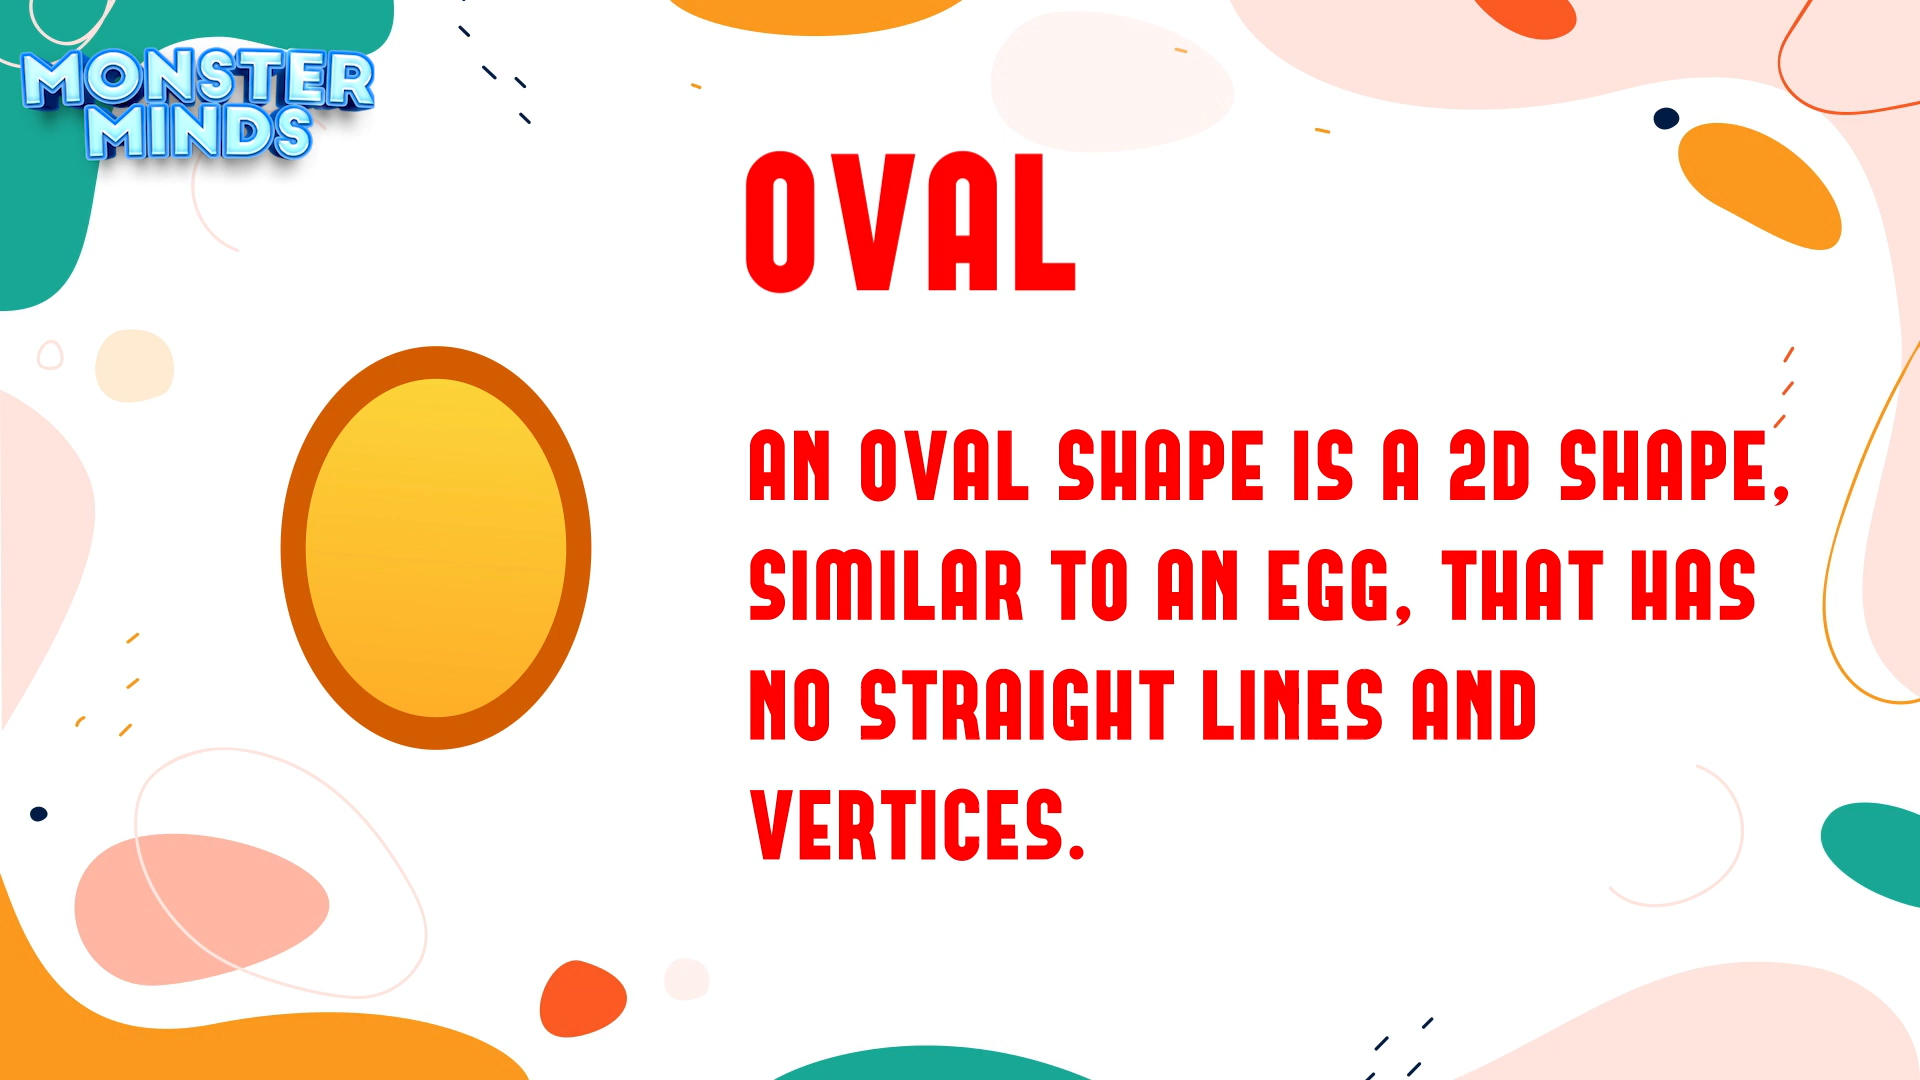 MONSTER
MINDS
OVAL
AN OVAL SHAPE IS A 2D SHAPE,
SIMILAR TO AN EGG, THAT HAS
NO STRAIGHT LINES AND
VERTICES.